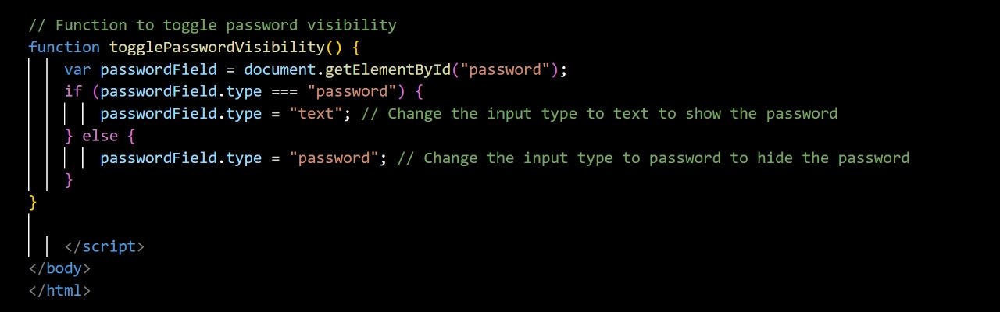 // Function to toggle password visibility
function togglePasswordVisibility() {
    var passwordField = document.getElementById("password");
    if (passwordField.type === "password") {
        passwordField.type = "text"; // Change the input type to text to show the password
    } else {
        passwordField.type = "password"; // Change the input type to password to hide the password
    }
}
    </script>
</body>
</html>